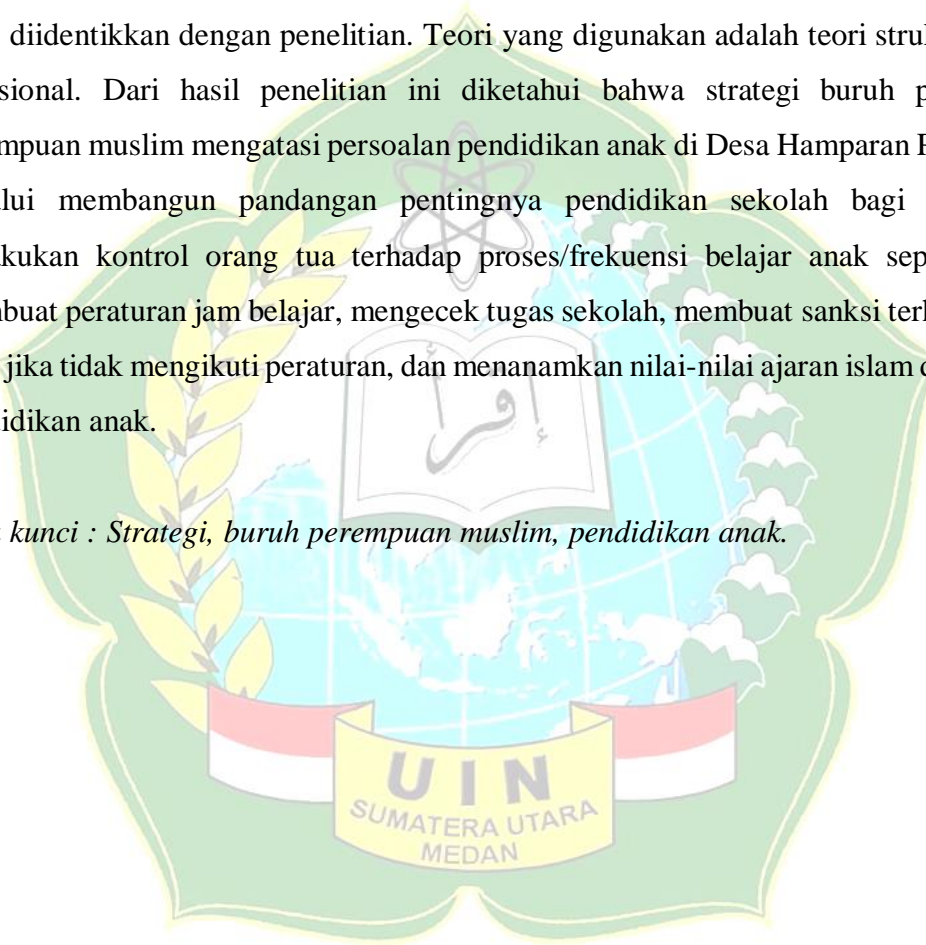 diidentikkan dengan penelitian. Teori yang digunakan adalah teori stru
sional. Dari hasil penelitian ini diketahui bahwa strategi buruh p
mpuan muslim mengatasi persoalan pendidikan anak di Desa Hamparan
lui membangun pandangan pentingnya pendidikan sekolah bagi
kukan kontrol orang tua terhadap proses/frekuensi belajar anak sep
buat peraturan jam belajar, mengecek tugas sekolah, membuat sanksi ter
jika tidak mengikuti peraturan, dan menanamkan nilai-nilai ajaran islam
didikan anak.
kunci : Strategi, buruh perempuan muslim, pendidikan anak.
إقرأ
UIN
SUMATERA UTARA
MEDAN